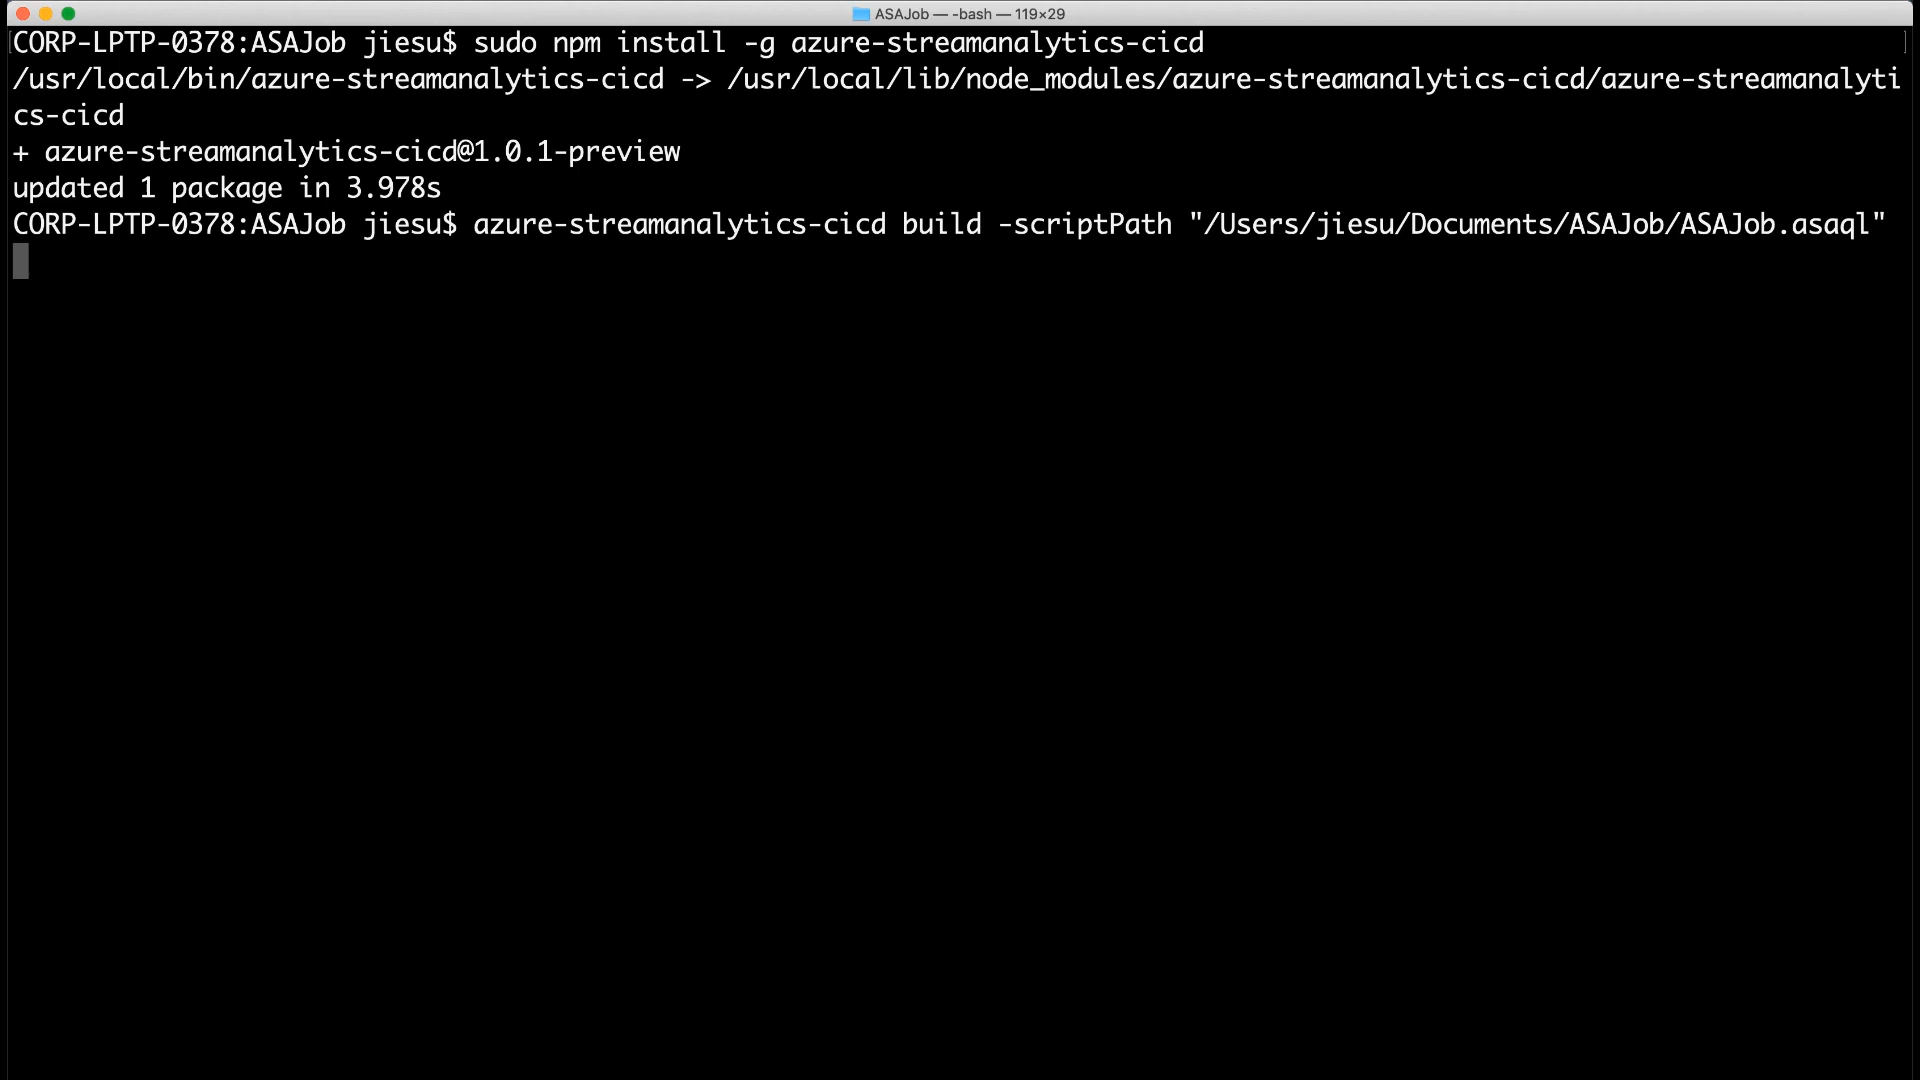 ASAJob — -bash — 119×29
CORP-LPTP-0378:ASAJob jiesu$ sudo npm install -g azure-streamanalytics-cicd
/usr/local/bin/azure-streamanalytics-cicd -> /usr/local/lib/node_modules/azure-streamanalytics-cicd/azure-streamanalyti
cs-cicd
+ azure-streamanalytics-cicd@1.0.1-preview
updated 1 package in 3.978s
CORP-LPTP-0378:ASAJob jiesu$ azure-streamanalytics-cicd build -scriptPath "/Users/jiesu/Documents/ASAJob/ASAJob.asaql"